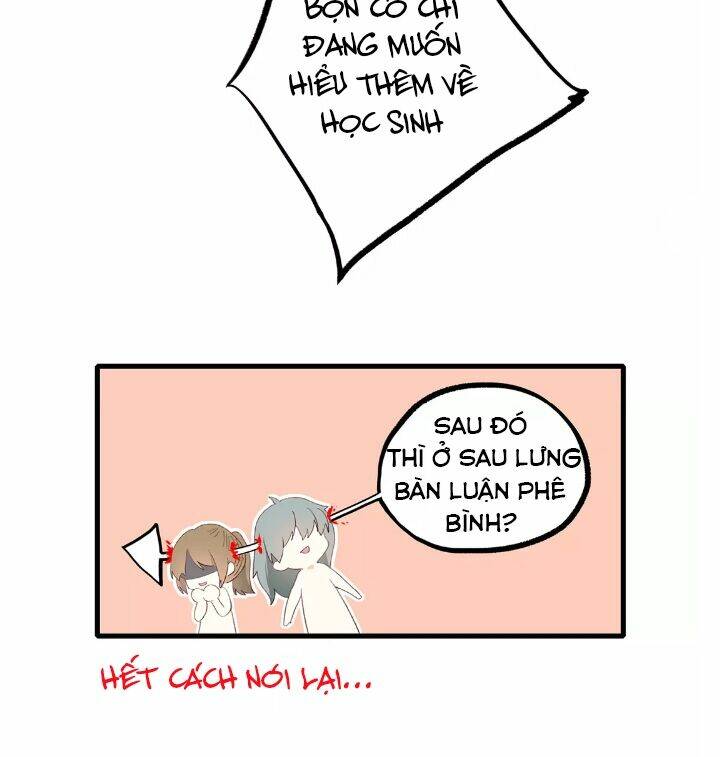 BỌN CÔ CHỈ
ĐANG MUỐN
HIỂU THÊM VỀ
HỌC SINH
SAU ĐÓ
THÌ Ở SAU LƯNG
BÀN LUẬN PHÊ
BÌNH?
HẾT CÁCH NÓI LẠI...